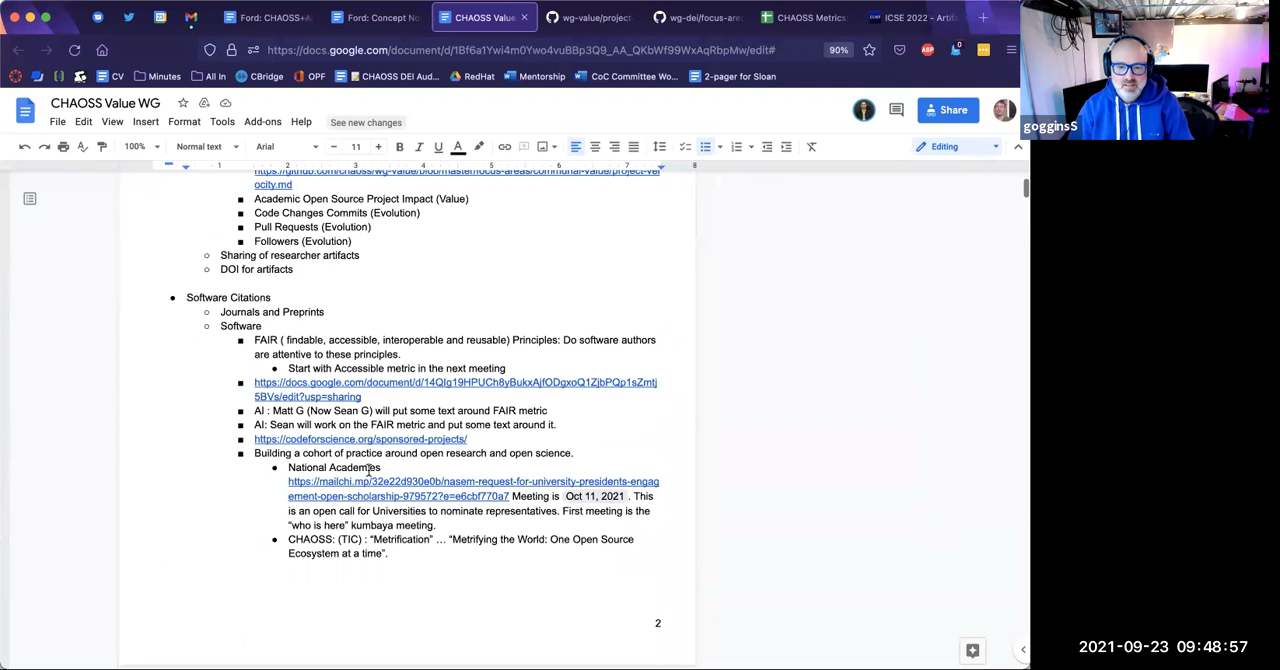 Ford: CHAOSS+A
Ford: Concept No
CHAOSS Value
wg-value/project-
wg-dei/focus-area
CHAOSS Metrics:
ICSE 2022 - Artif
https://docs.google.com/document/d/1Bf6a1Ywi4m0Ywo4vuBBp3Q9_AA_QKbWf99WxAqRbpMw/edit#
90%
ABP
0
CV
Minutes
All In
CBridge
OPF
CHAOSS DEI Aud...
RedHat
Mentorship
CoC Committee Wo...
2-pager for Sloan
gogginsS
CHAOSS Value WG
Share
File Edit View Insert Format Tools Add-ons Help See new changes
100% Normal text Arial 11 B I U A Editing
1 2 3 4 5 6 7 8
https://github.com/chaoss/wg-value/blob/master/focus-areas/communal-value/project-vel
ocity.md
Academic Open Source Project Impact (Value)
Code Changes Commits (Evolution)
Pull Requests (Evolution)
Followers (Evolution)
Sharing of researcher artifacts
DOI for artifacts
Software Citations
Journals and Preprints
Software
FAIR ( findable, accessible, interoperable and reusable) Principles: Do software authors
are attentive to these principles.
Start with Accessible metric in the next meeting
https://docs.google.com/document/d/14QIg19HPUCh8yBukxAjfODgxoQ1ZjbPQp1sZmtj
5BVs/edit?usp=sharing
AI : Matt G (Now Sean G) will put some text around FAIR metric
AI: Sean will work on the FAIR metric and put some text around it.
https://codeforscience.org/sponsored-projects/
Building a cohort of practice around open research and open science.
National Academies
https://mailchi.mp/32e22d930e0b/nasem-request-for-university-presidents-engag
ement-open-scholarship-979572?e=e6cbf770a7 Meeting is Oct 11, 2021 . This
is an open call for Universities to nominate representatives. First meeting is the
“who is here” kumbaya meeting.
CHAOSS: (TIC) : “Metrification” … “Metrifying the World: One Open Source
Ecosystem at a time”.
2
2021-09-23 09:48:57